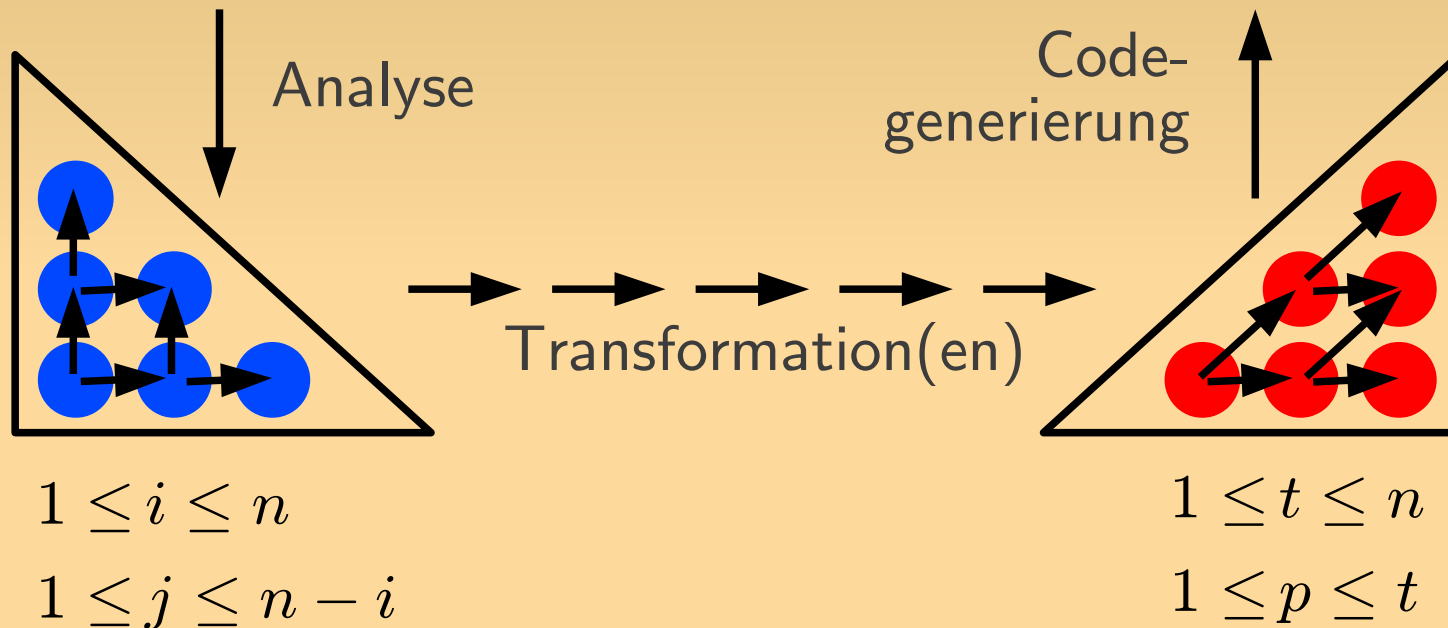 Analyse
Code-
generierung
Transformation(en)
1 ≤ i ≤ n
1 ≤ j ≤ n − i
1 ≤ t ≤ n
1 ≤ p ≤ t